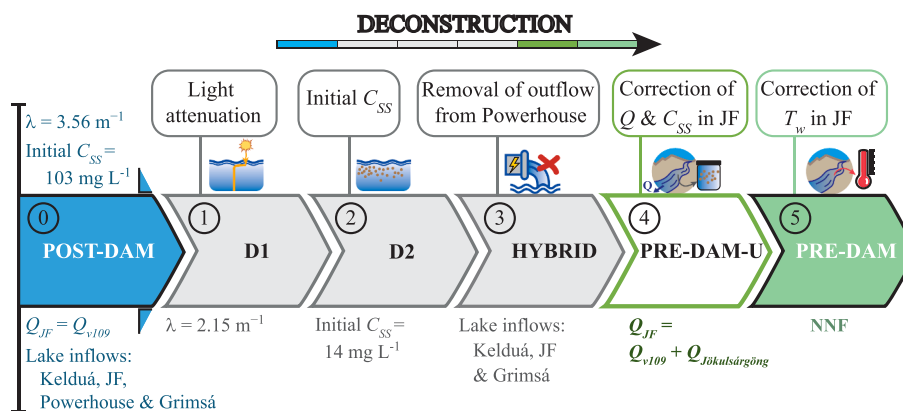 DECONSTRUCTION
λ = 3.56 m⁻¹
Initial C_SS =
103 mg L⁻¹
Light
attenuation
Initial C_SS
Removal of outflow
from Powerhouse
Correction of
Q & C_SS in JF
Correction of
T_w in JF
Q
0
POST-DAM
1
D1
2
D2
3
HYBRID
4
PRE-DAM-U
5
PRE-DAM
Q_JF = Q_v109
Lake inflows:
Kelduá, JF,
Powerhouse & Grimsá
λ = 2.15 m⁻¹
Initial C_SS =
14 mg L⁻¹
Lake inflows:
Kelduá, JF
& Grimsá
Q_JF =
Q_v109 + Q_Jökulsárgöng
NNF